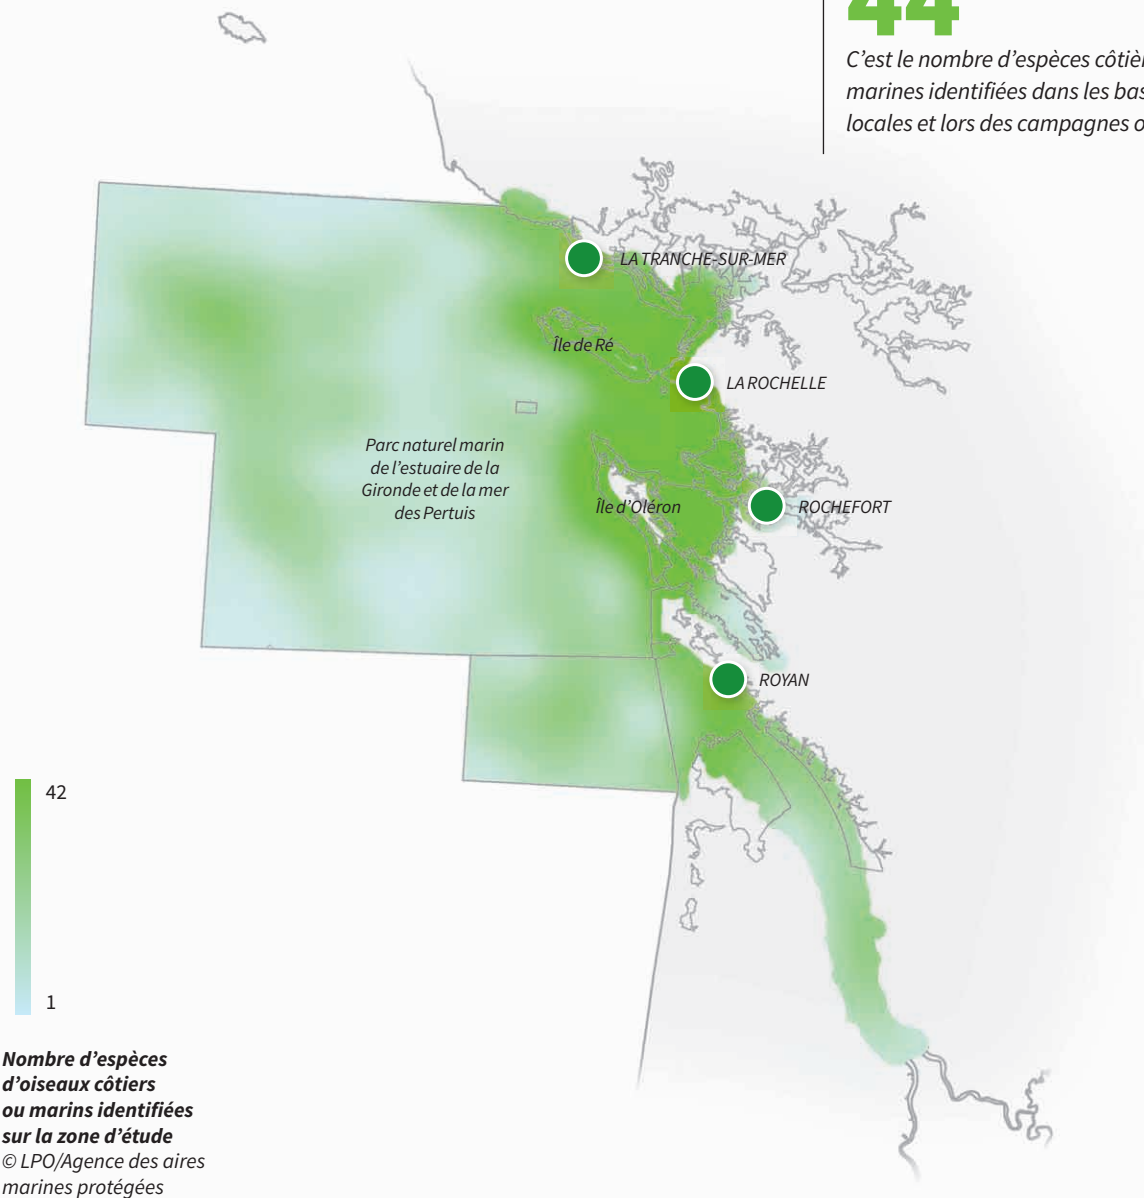 44
C'est le nombre d'espèces
marines identifiées dans les
locales et lors des campagnes
LA TRANCHE-SUR-MER
Île de Ré
LA ROCHELLE
Parc naturel marin
de l'estuaire de la
Gironde et de la mer
des Pertuis
Île d'Oléron
ROCHEFORT
ROYAN
42
1
Nombre d'espèces
d'oiseaux côtiers
ou marins identifiées
sur la zone d'étude
© LPO/Agence des aires
marines protégées